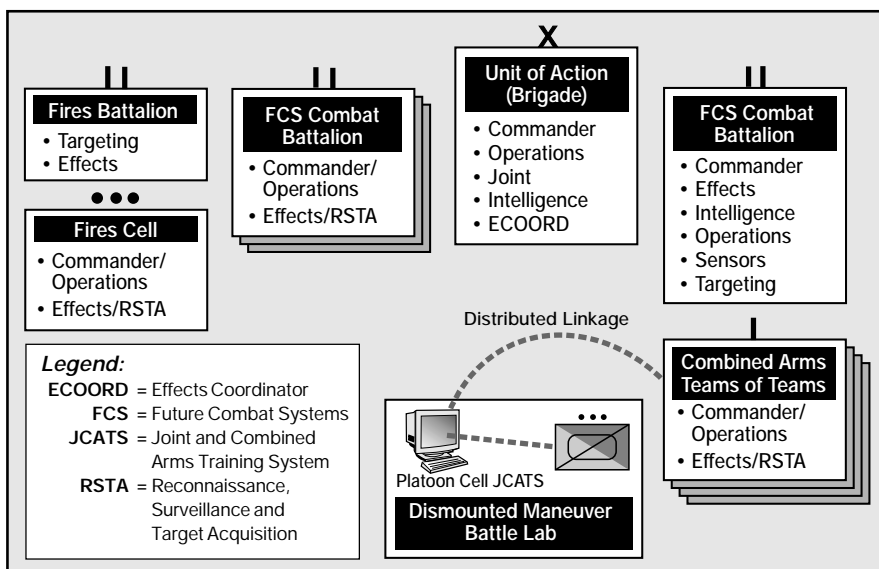 X
Unit of Action
(Brigade)
• Commander
• Operations
• Joint
• Intelligence
• ECOORD
II
Fires Battalion
• Targeting
• Effects
•••
Fires Cell
• Commander/
Operations
• Effects/RSTA
II
FCS Combat
Battalion
• Commander/
Operations
• Effects/RSTA
II
FCS Combat
Battalion
• Commander
• Effects
• Intelligence
• Operations
• Sensors
• Targeting
I
Combined Arms
Teams of Teams
• Commander/
Operations
• Effects/RSTA
Distributed Linkage
•••
Platoon Cell JCATS
Dismounted Maneuver
Battle Lab
Legend:
ECOORD = Effects Coordinator
FCS = Future Combat Systems
JCATS = Joint and Combined
Arms Training System
RSTA = Reconnaissance,
Surveillance and
Target Acquisition